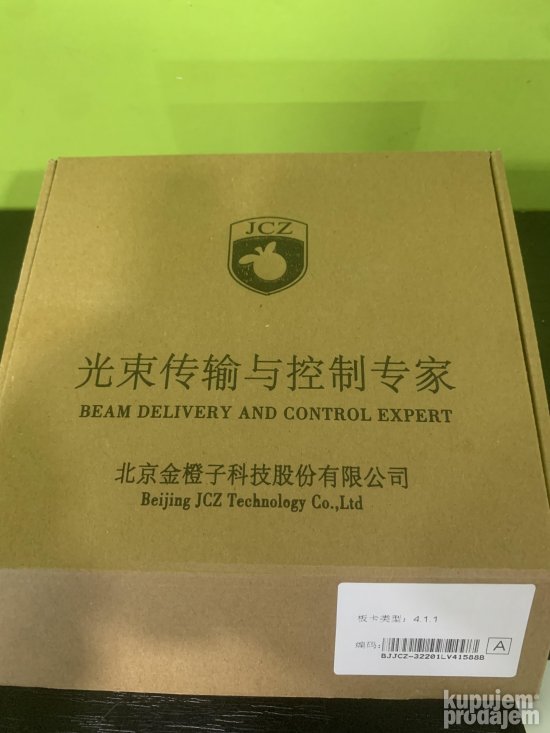 JCZ
光束传输与控制专家
BEAM DELIVERY AND CONTROL EXPERT
北京金橙子科技股份有限公司
Beijing JCZ Technology Co.,Ltd
板卡类型: 4.1.1
编码:
A
BJJCZ-32201LV41588B
kupujem
prodajem